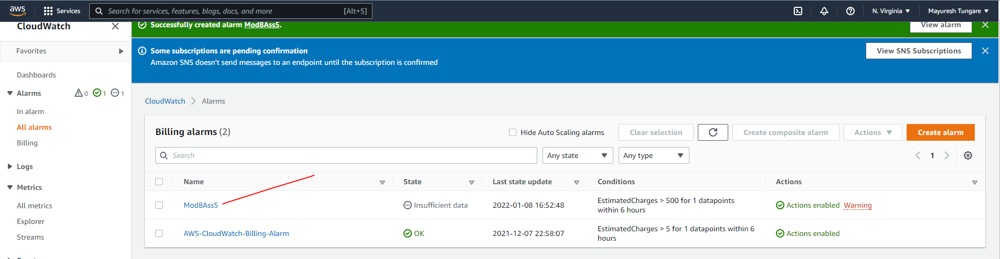 aws Services Search for services, features, blogs, docs, and more [Alt+S] N. Virginia Mayuresh Tungare
CloudWatch
Favorites
Dashboards
Alarms 0 1 1
In alarm
All alarms
Billing
Logs
Metrics
All metrics
Explorer
Streams
Successfully created alarm Mod8Ass5. View alarm
Some subscriptions are pending confirmation
Amazon SNS doesn't send messages to an endpoint until the subscription is confirmed
View SNS Subscriptions
CloudWatch Alarms
Billing alarms (2) Hide Auto Scaling alarms Clear selection Create composite alarm Actions Create alarm
Search Any state Any type 1
Name State Last state update Conditions Actions
Mod8Ass5 Insufficient data 2022-01-08 16:52:48 EstimatedCharges > 500 for 1 datapoints
within 6 hours
Actions enabled Warning
AWS-CloudWatch-Billing-Alarm OK 2021-12-07 22:58:07 EstimatedCharges > 5 for 1 datapoints within 6
hours
Actions enabled